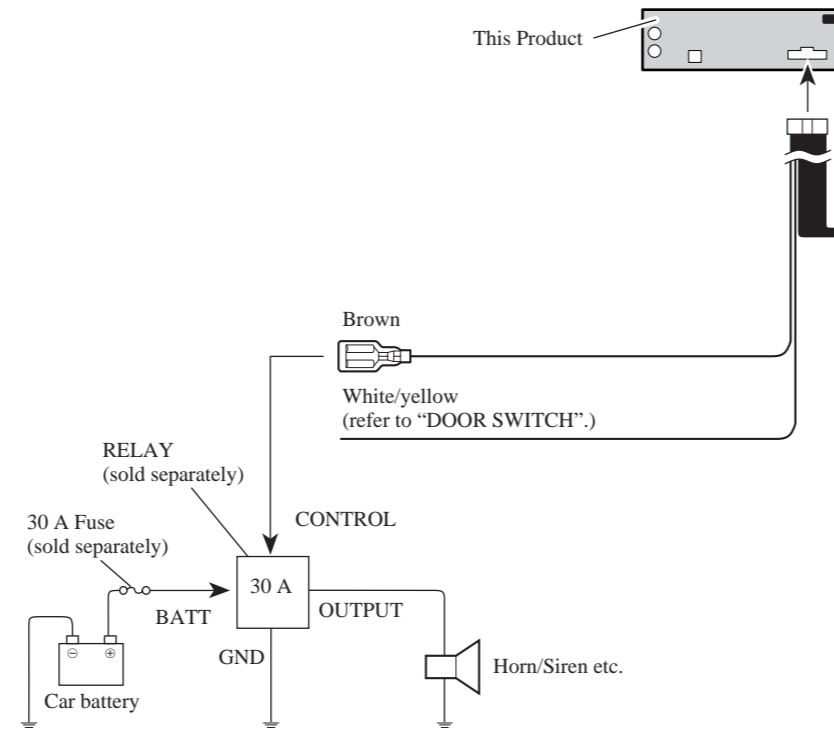 This Product
Brown
White/yellow
(refer to “DOOR SWITCH”.)
RELAY
(sold separately)
CONTROL
30 A Fuse
(sold separately)
30 A
BATT
OUTPUT
GND
⊖ ⊕
Horn/Siren etc.
Car battery